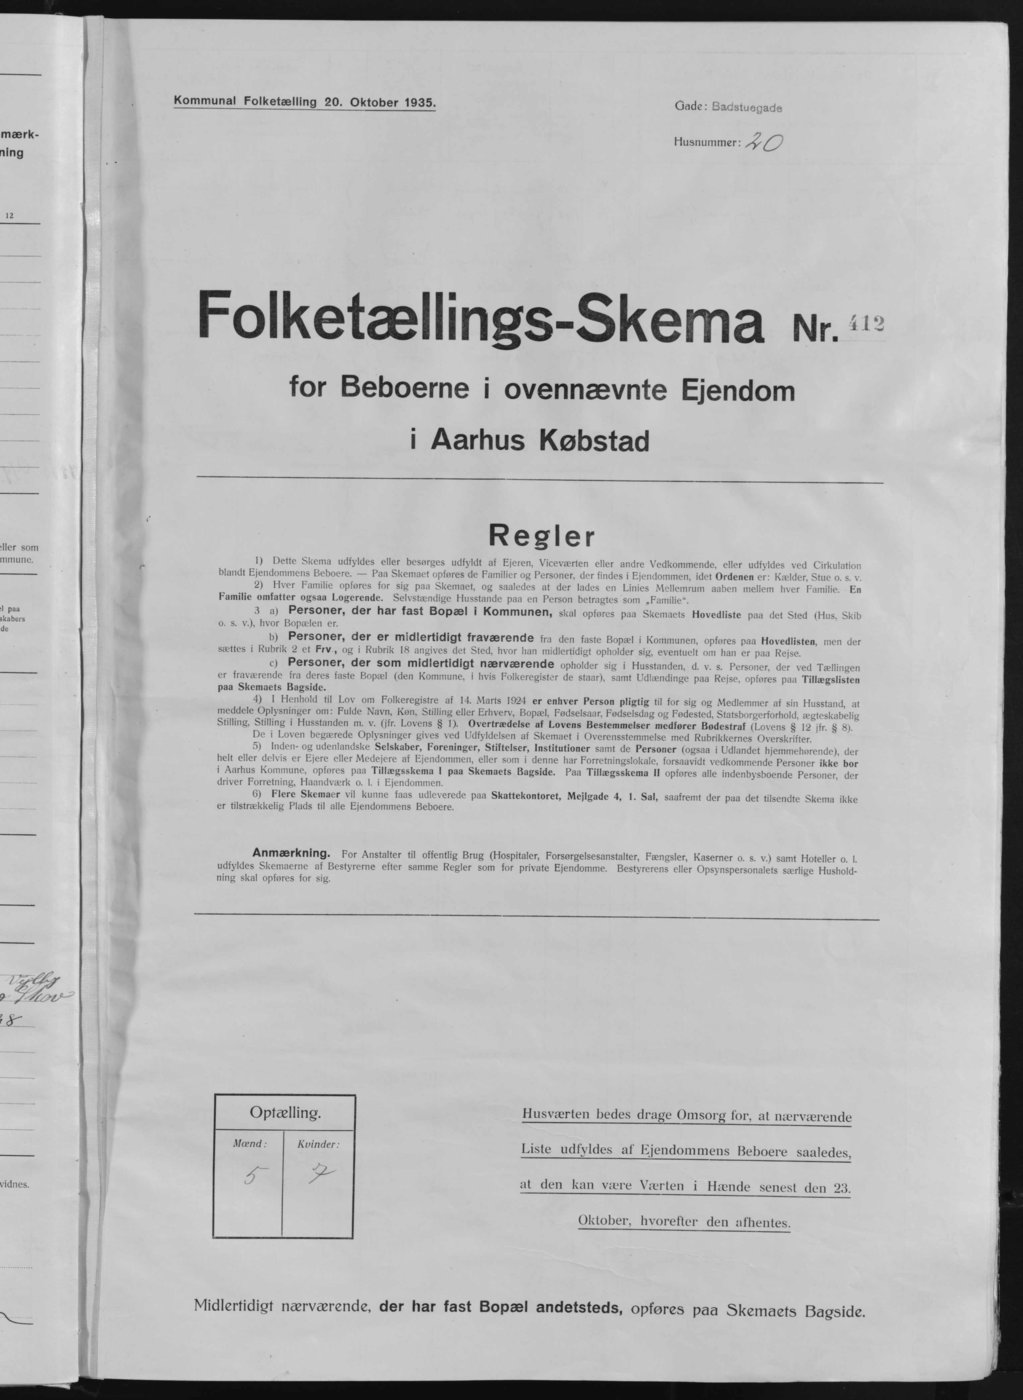 mærk-
ning
12
eller som
mmune.
el paa
skabers
de
Vejlby
Skov
48
vidnes.
Kommunal Folketælling 20. Oktober 1935.
Gade: Badstuegade
Husnummer: 20
Folketællings-Skema Nr. 412
for Beboerne i ovennævnte Ejendom
i Aarhus Købstad
Regler
1) Dette Skema udfyldes eller besørges udfyldt af Ejeren, Viceværten eller andre Vedkommende, eller udfyldes ved Cirkulation
blandt Ejendommens Beboere. — Paa Skemaet opføres de Familier og Personer, der findes i Ejendommen, idet Ordenen er: Kælder, Stue o. s. v.
2) Hver Familie opføres for sig paa Skemaet, og saaledes at der lades en Linies Mellemrum aaben mellem hver Familie. En
Familie omfatter ogsaa Logerende. Selvstændige Husstande paa en Person betragtes som „Familie".
3 a) Personer, der har fast Bopæl i Kommunen, skal opføres paa Skemaets Hovedliste paa det Sted (Hus, Skib
o. s. v.), hvor Bopælen er.
b) Personer, der er midlertidigt fraværende fra den faste Bopæl i Kommunen, opføres paa Hovedlisten, men der
sættes i Rubrik 2 et Frv., og i Rubrik 18 angives det Sted, hvor han midlertidigt opholder sig, eventuelt om han er paa Rejse.
c) Personer, der som midlertidigt nærværende opholder sig i Husstanden, d. v. s. Personer, der ved Tællingen
er fraværende fra deres faste Bopæl (den Kommune, i hvis Folkeregister de staar), samt Udlændinge paa Rejse, opføres paa Tillægslisten
paa Skemaets Bagside.
4) I Henhold til Lov om Folkeregistre af 14. Marts 1924 er enhver Person pligtig til for sig og Medlemmer af sin Husstand, at
meddele Oplysninger om: Fulde Navn, Køn, Stilling eller Erhverv, Bopæl, Fødselsaar, Fødselsdag og Fødested, Statsborgerforhold, ægteskabelig
Stilling, Stilling i Husstanden m. v. (jfr. Lovens § 1). Overtrædelse af Lovens Bestemmelser medfører Bødestraf (Lovens § 12 jfr. § 8).
De i Loven begærede Oplysninger gives ved Udfyldelsen af Skemaet i Overensstemmelse med Rubrikkernes Overskrifter.
5) Inden- og udenlandske Selskaber, Foreninger, Stiftelser, Institutioner samt de Personer (ogsaa i Udlandet hjemmehørende), der
helt eller delvis er Ejere eller Medejere af Ejendommen, eller som i denne har Forretningslokale, forsaavidt vedkommende Personer ikke bor
i Aarhus Kommune, opføres paa Tillægsskema I paa Skemaets Bagside. Paa Tillægsskema II opføres alle indenbysboende Personer, der
driver Forretning, Haandværk o. l. i Ejendommen.
6) Flere Skemaer vil kunne faas udleverede paa Skattekontoret, Mejlgade 4, 1. Sal, saafremt der paa det tilsendte Skema ikke
er tilstrækkelig Plads til alle Ejendommens Beboere.
Anmærkning. For Anstalter til offentlig Brug (Hospitaler, Forsørgelsesanstalter, Fængsler, Kaserner o. s. v.) samt Hoteller o. l.
udfyldes Skemaerne af Bestyrerne efter samme Regler som for private Ejendomme. Bestyrerens eller Opsynspersonalets særlige Hushold-
ning skal opføres for sig.
Optælling.
Mænd: Kvinder:
5 7
Husværten bedes drage Omsorg for, at nærværende
Liste udfyldes af Ejendommens Beboere saaledes,
at den kan være Værten i Hænde senest den 23.
Oktober, hvorefter den afhentes.
Midlertidigt nærværende, der har fast Bopæl andetsteds, opføres paa Skemaets Bagside.